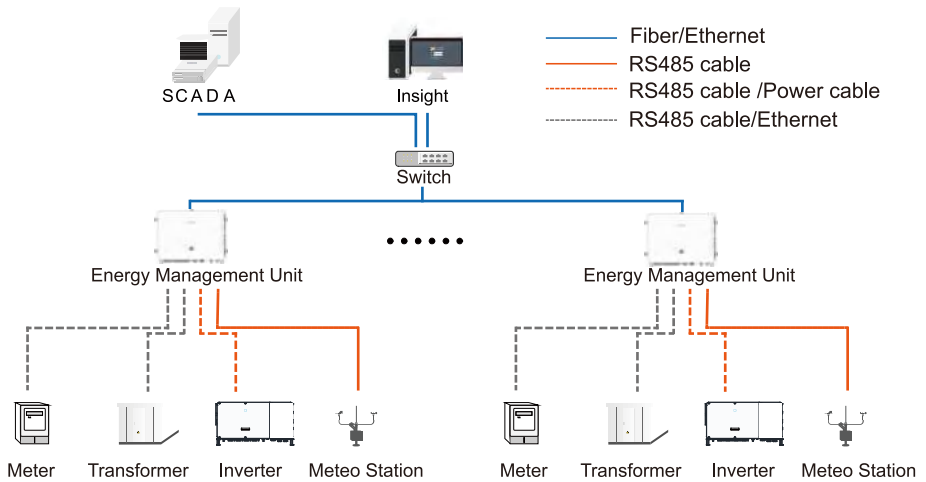 Fiber/Ethernet
RS485 cable
RS485 cable /Power cable
RS485 cable/Ethernet
SCADA
Insight
Switch
Energy Management Unit
Energy Management Unit
Meter
Transformer
Inverter
Meteo Station
Meter
Transformer
Inverter
Meteo Station